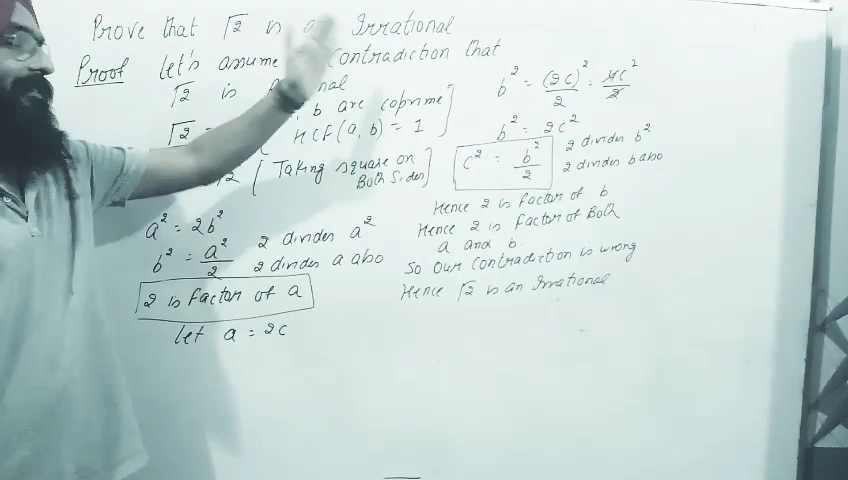 Prove that √2 is an Irrational
Proof Let's assume Contradiction that
√2 is
√2 = , b are coprime
HCF(a, b) = 1
[Taking square on
Both Sides]
a² = 2b²
b² = a²/2 2 divides a²
2 divides a also
2 is factor of a
let a = 2c
b² = (2c)²/2 = 4c²/2
b² = 2c²
c² = b²/2 2 divides b²
2 divides b also
Hence 2 is factor of b
Hence 2 is factor of Both
a and b.
So Our Contradiction is wrong
Hence √2 is an Irrational